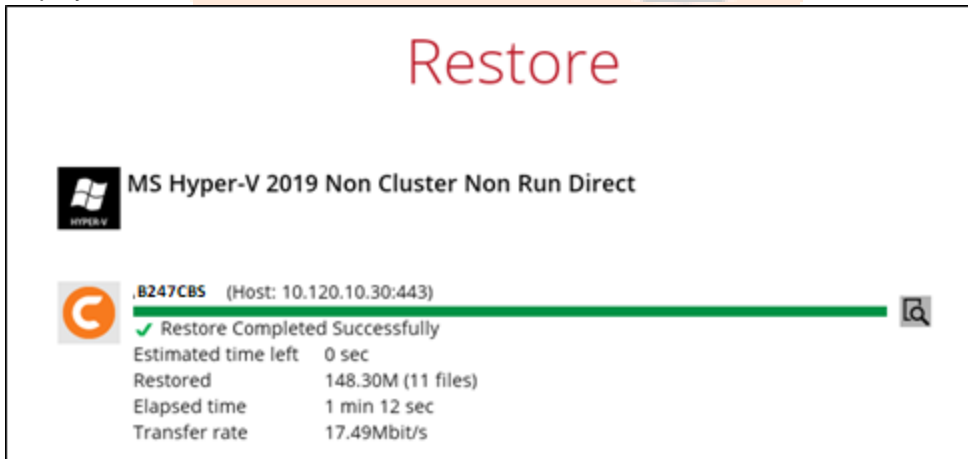 Restore
MS Hyper-V 2019 Non Cluster Non Run Direct
HYPER-V
B247CBS (Host: 10.120.10.30:443)
Restore Completed Successfully
Estimated time left 0 sec
Restored 148.30M (11 files)
Elapsed time 1 min 12 sec
Transfer rate 17.49Mbit/s